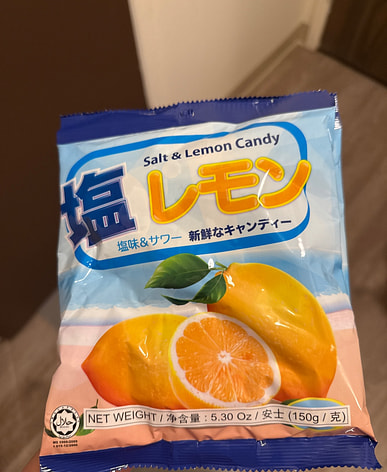 Salt & Lemon Candy
塩 レモン
塩味&サワー 新鮮なキャンディー
NET WEIGHT / 净含量 : 5.30 Oz / 安士 (150g / 克)